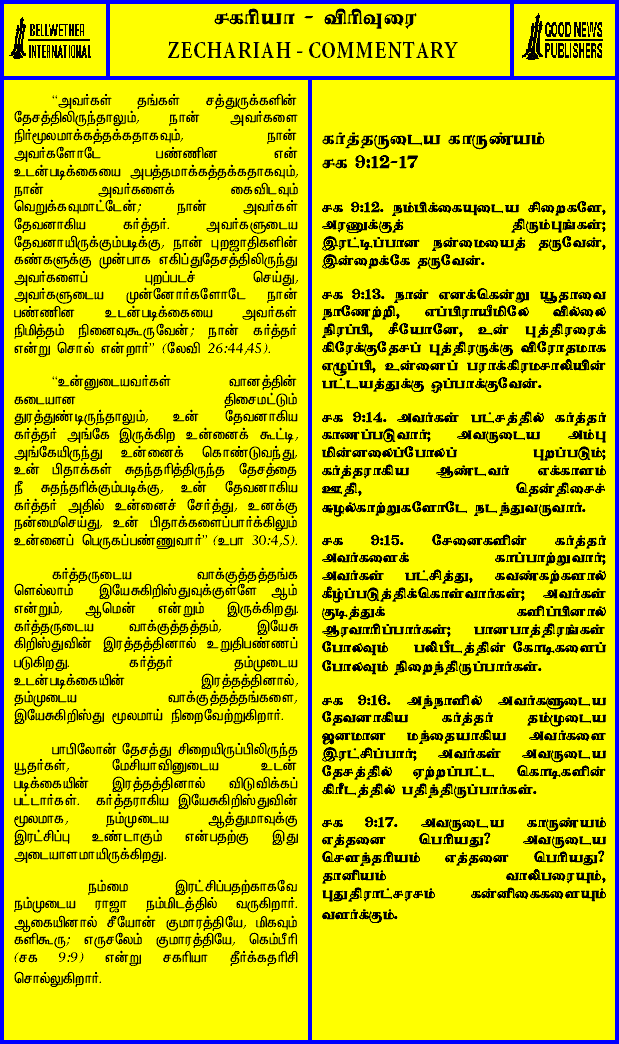 BELLWETHER
INTERNATIONAL
சகரியா - விரிவுரை
ZECHARIAH - COMMENTARY
GOOD NEWS
PUBLISHERS
“அவர்கள் தங்கள் சத்துருக்களின்
தேசத்திலிருந்தாலும், நான் அவர்களை
நிர்மூலமாக்கத்தக்கதாகவும், நான்
அவர்களோடே பண்ணின என்
உடன்படிக்கையை அபத்தமாக்கத்தக்கதாகவும்,
நான் அவர்களைக் கைவிடவும்
வெறுக்கவுமாட்டேன்; நான் அவர்கள்
தேவனாகிய கர்த்தர். அவர்களுடைய
தேவனாயிருக்கும்படிக்கு, நான் புறஜாதிகளின்
கண்களுக்கு முன்பாக எகிப்துதேசத்திலிருந்து
அவர்களைப் புறப்படச் செய்து,
அவர்களுடைய முன்னோர்களோடே நான்
பண்ணின உடன்படிக்கையை அவர்கள்
நிமித்தம் நினைவுகூருவேன்; நான் கர்த்தர்
என்று சொல் என்றார்” (லேவி 26:44,45).
“உன்னுடையவர்கள் வானத்தின்
கடையான திசைமட்டும்
துரத்துண்டிருந்தாலும், உன் தேவனாகிய
கர்த்தர் அங்கே இருக்கிற உன்னைக் கூட்டி,
அங்கேயிருந்து உன்னைக் கொண்டுவந்து,
உன் பிதாக்கள் சுதந்தரித்திருந்த தேசத்தை
நீ சுதந்தரிக்கும்படிக்கு, உன் தேவனாகிய
கர்த்தர் அதில் உன்னைச் சேர்த்து, உனக்கு
நன்மைசெய்து, உன் பிதாக்களைப்பார்க்கிலும்
உன்னைப் பெருகப்பண்ணுவார்” (உபா 30:4,5).
கர்த்தருடைய வாக்குத்தத்தங்க
ளெல்லாம் இயேசுகிறிஸ்துவுக்குள்ளே ஆம்
என்றும், ஆமென் என்றும் இருக்கிறது.
கர்த்தருடைய வாக்குத்தத்தம், இயேசு
கிறிஸ்துவின் இரத்தத்தினால் உறுதிபண்ணப்
படுகிறது. கர்த்தர் தம்முடைய
உடன்படிக்கையின் இரத்தத்தினால்,
தம்முடைய வாக்குத்தத்தங்களை,
இயேசுகிறிஸ்து மூலமாய் நிறைவேற்றுகிறார்.
பாபிலோன் தேசத்து சிறையிருப்பிலிருந்த
யூதர்கள், மேசியாவினுடைய உடன்
படிக்கையின் இரத்தத்தினால் விடுவிக்கப்
பட்டார்கள். கர்த்தராகிய இயேசுகிறிஸ்துவின்
மூலமாக, நம்முடைய ஆத்துமாவுக்கு
இரட்சிப்பு உண்டாகும் என்பதற்கு இது
அடையாளமாயிருக்கிறது.
நம்மை இரட்சிப்பதற்காகவே
நம்முடைய ராஜா நம்மிடத்தில் வருகிறார்.
ஆகையினால் சீயோன் குமாரத்தியே, மிகவும்
களிகூரு; எருசலேம் குமாரத்தியே, கெம்பீரி
(சக 9:9) என்று சகரியா தீர்க்கதரிசி
சொல்லுகிறார்.
கர்த்தருடைய காருண்யம்
சக 9:12-17
சக 9:12. நம்பிக்கையுடைய சிறைகளே,
அரணுக்குத் திரும்புங்கள்;
இரட்டிப்பான நன்மையைத் தருவேன்,
இன்றைக்கே தருவேன்.
சக 9:13. நான் எனக்கென்று யூதாவை
நாணேற்றி, எப்பிராயீமிலே வில்லை
நிரப்பி, சீயோனே, உன் புத்திரரைக்
கிரேக்குதேசப் புத்திரருக்கு விரோதமாக
எழுப்பி, உன்னைப் பராக்கிரமசாலியின்
பட்டயத்துக்கு ஒப்பாக்குவேன்.
சக 9:14. அவர்கள் பட்சத்தில் கர்த்தர்
காணப்படுவார்; அவருடைய அம்பு
மின்னலைப்போலப் புறப்படும்;
கர்த்தராகிய ஆண்டவர் எக்காளம்
ஊதி, தென்திசைச்
சுழல்காற்றுகளோடே நடந்துவருவார்.
சக 9:15. சேனைகளின் கர்த்தர்
அவர்களைக் காப்பாற்றுவார்;
அவர்கள் பட்சித்து, கவண்கற்களால்
கீழ்ப்படுத்திக்கொள்வார்கள்; அவர்கள்
குடித்துக் களிப்பினால்
ஆரவாரிப்பார்கள்; பானபாத்திரங்கள்
போலவும் பலிபீடத்தின் கோடிகளைப்
போலவும் நிறைந்திருப்பார்கள்.
சக 9:16. அந்நாளில் அவர்களுடைய
தேவனாகிய கர்த்தர் தம்முடைய
ஜனமான மந்தையாகிய அவர்களை
இரட்சிப்பார்; அவர்கள் அவருடைய
தேசத்தில் ஏற்றப்பட்ட கொடிகளின்
கிரீடத்தில் பதிந்திருப்பார்கள்.
சக 9:17. அவருடைய காருண்யம்
எத்தனை பெரியது? அவருடைய
சௌந்தரியம் எத்தனை பெரியது?
தானியம் வாலிபரையும்,
புதுதிராட்சரசம் கன்னிகைகளையும்
வளர்க்கும்.